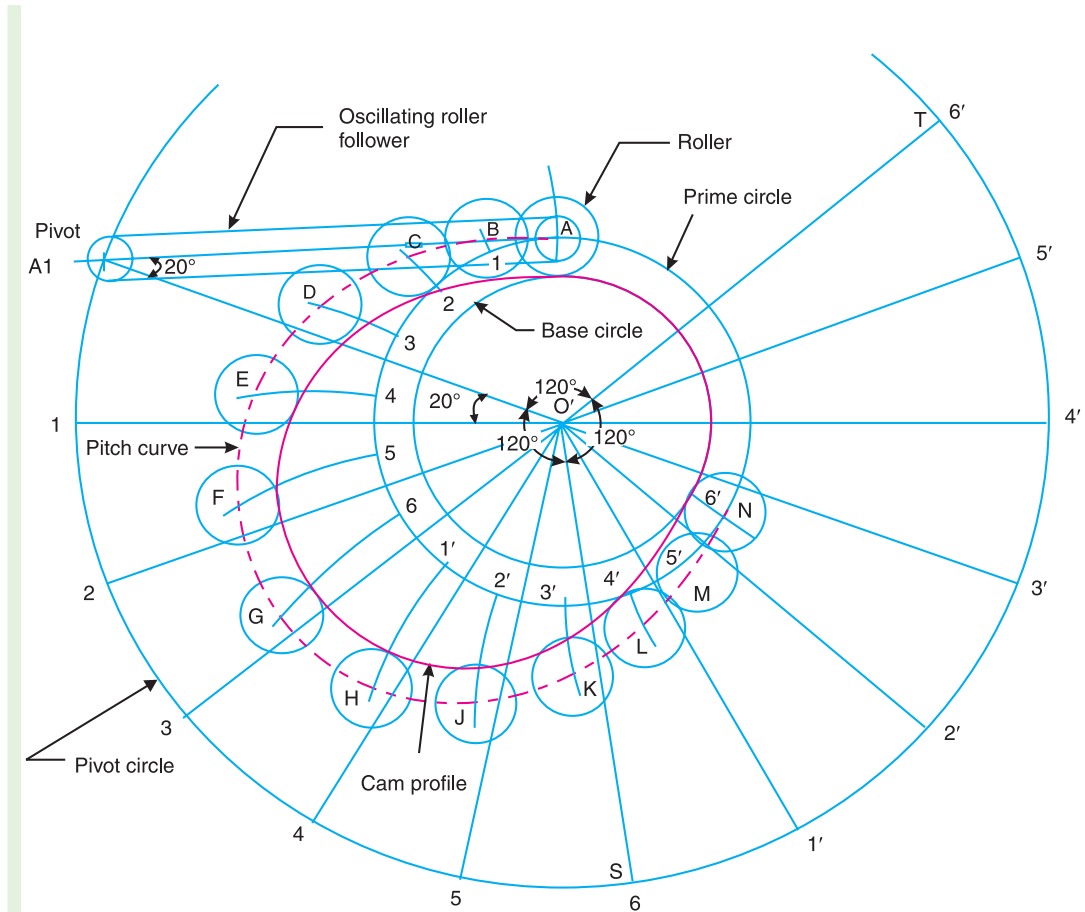 T
6′
Oscillating roller
follower
Roller
Prime circle
Pivot
A1
20°
C
B
A
1
5′
D
2
Base circle
3
E
4
20°
120°
O′
120°
120°
1
4′
Pitch curve
5
F
6
6′
N
1′
5′
2′
3′
4′
M
2
3′
G
L
H
J
K
3
2′
Pivot circle
Cam profile
4
1′
5
S
6